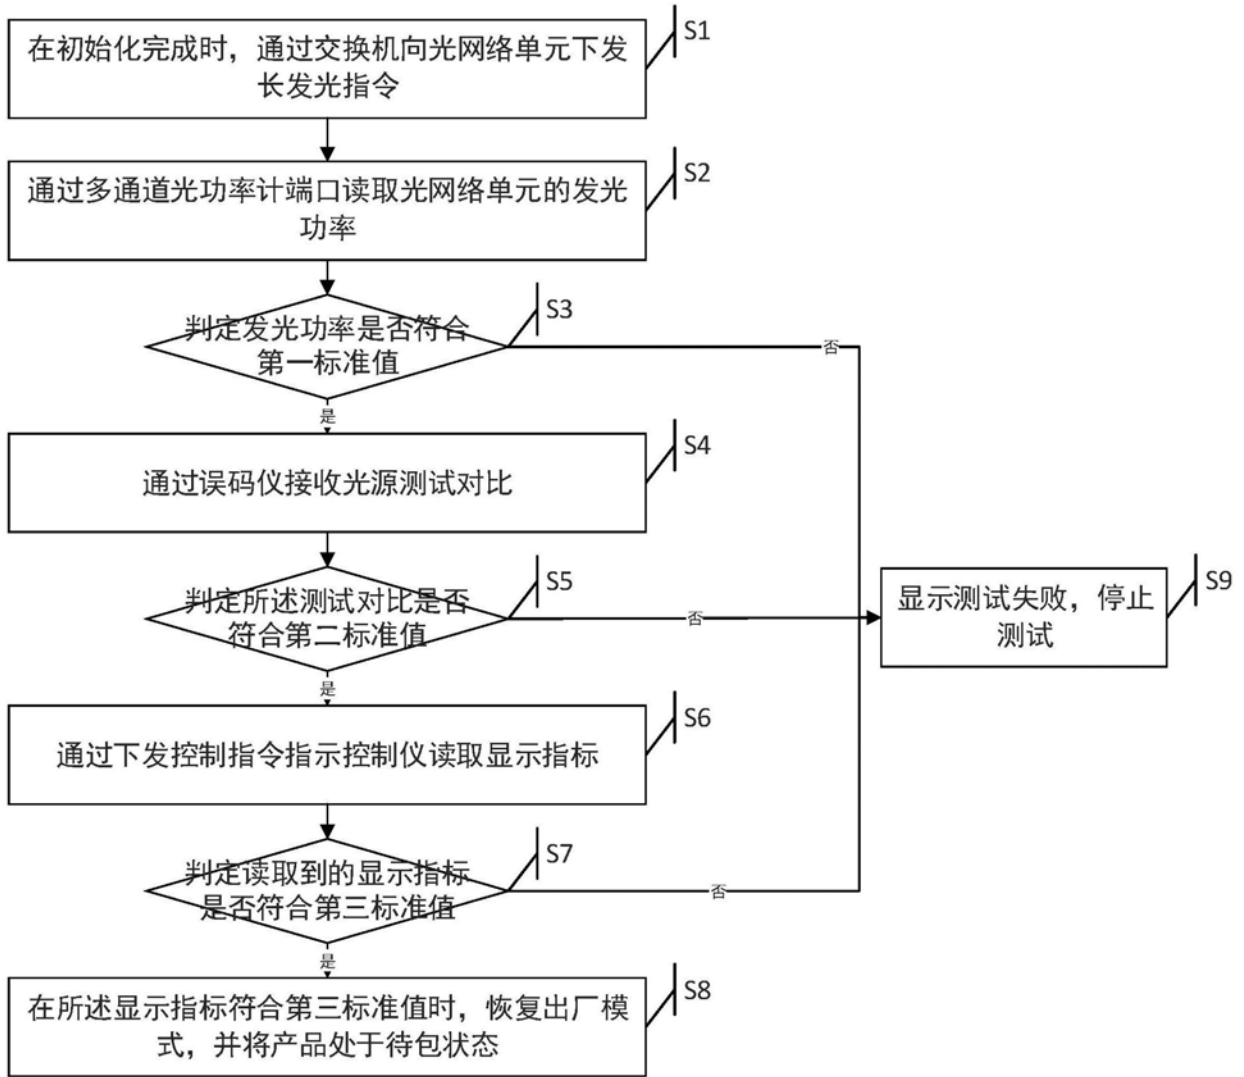 在初始化完成时，通过交换机向光网络单元下发
长发光指令
S1
通过多通道光功率计端口读取光网络单元的发光
功率
S2
判定发光功率是否符合
第一标准值
S3
否
是
通过误码仪接收光源测试对比
S4
判定所述测试对比是否
符合第二标准值
S5
否
显示测试失败，停止
测试
S9
是
通过下发控制指令指示控制仪读取显示指标
S6
判定读取到的显示指标
是否符合第三标准值
S7
否
是
在所述显示指标符合第三标准值时，恢复出厂模
式，并将产品处于待包状态
S8